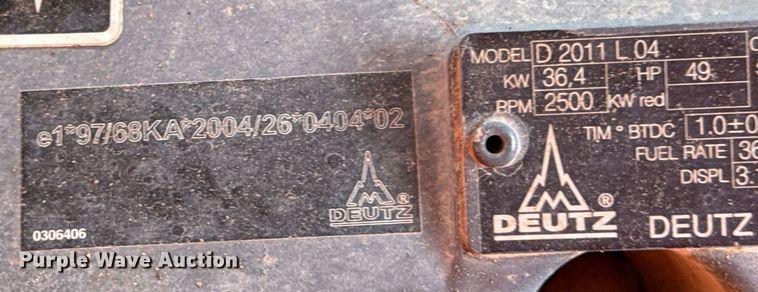 e1*97/68KA*2004/26*0404*02
DEUTZ®
0306406
MODEL D 2011 L 04
KW 36,4 HP 49
RPM 2500 KW red
TIM ° BTDC 1.0±0
FUEL RATE 36
DISPL 3.
DEUTZ® DEUTZ
Purple Wave Auction